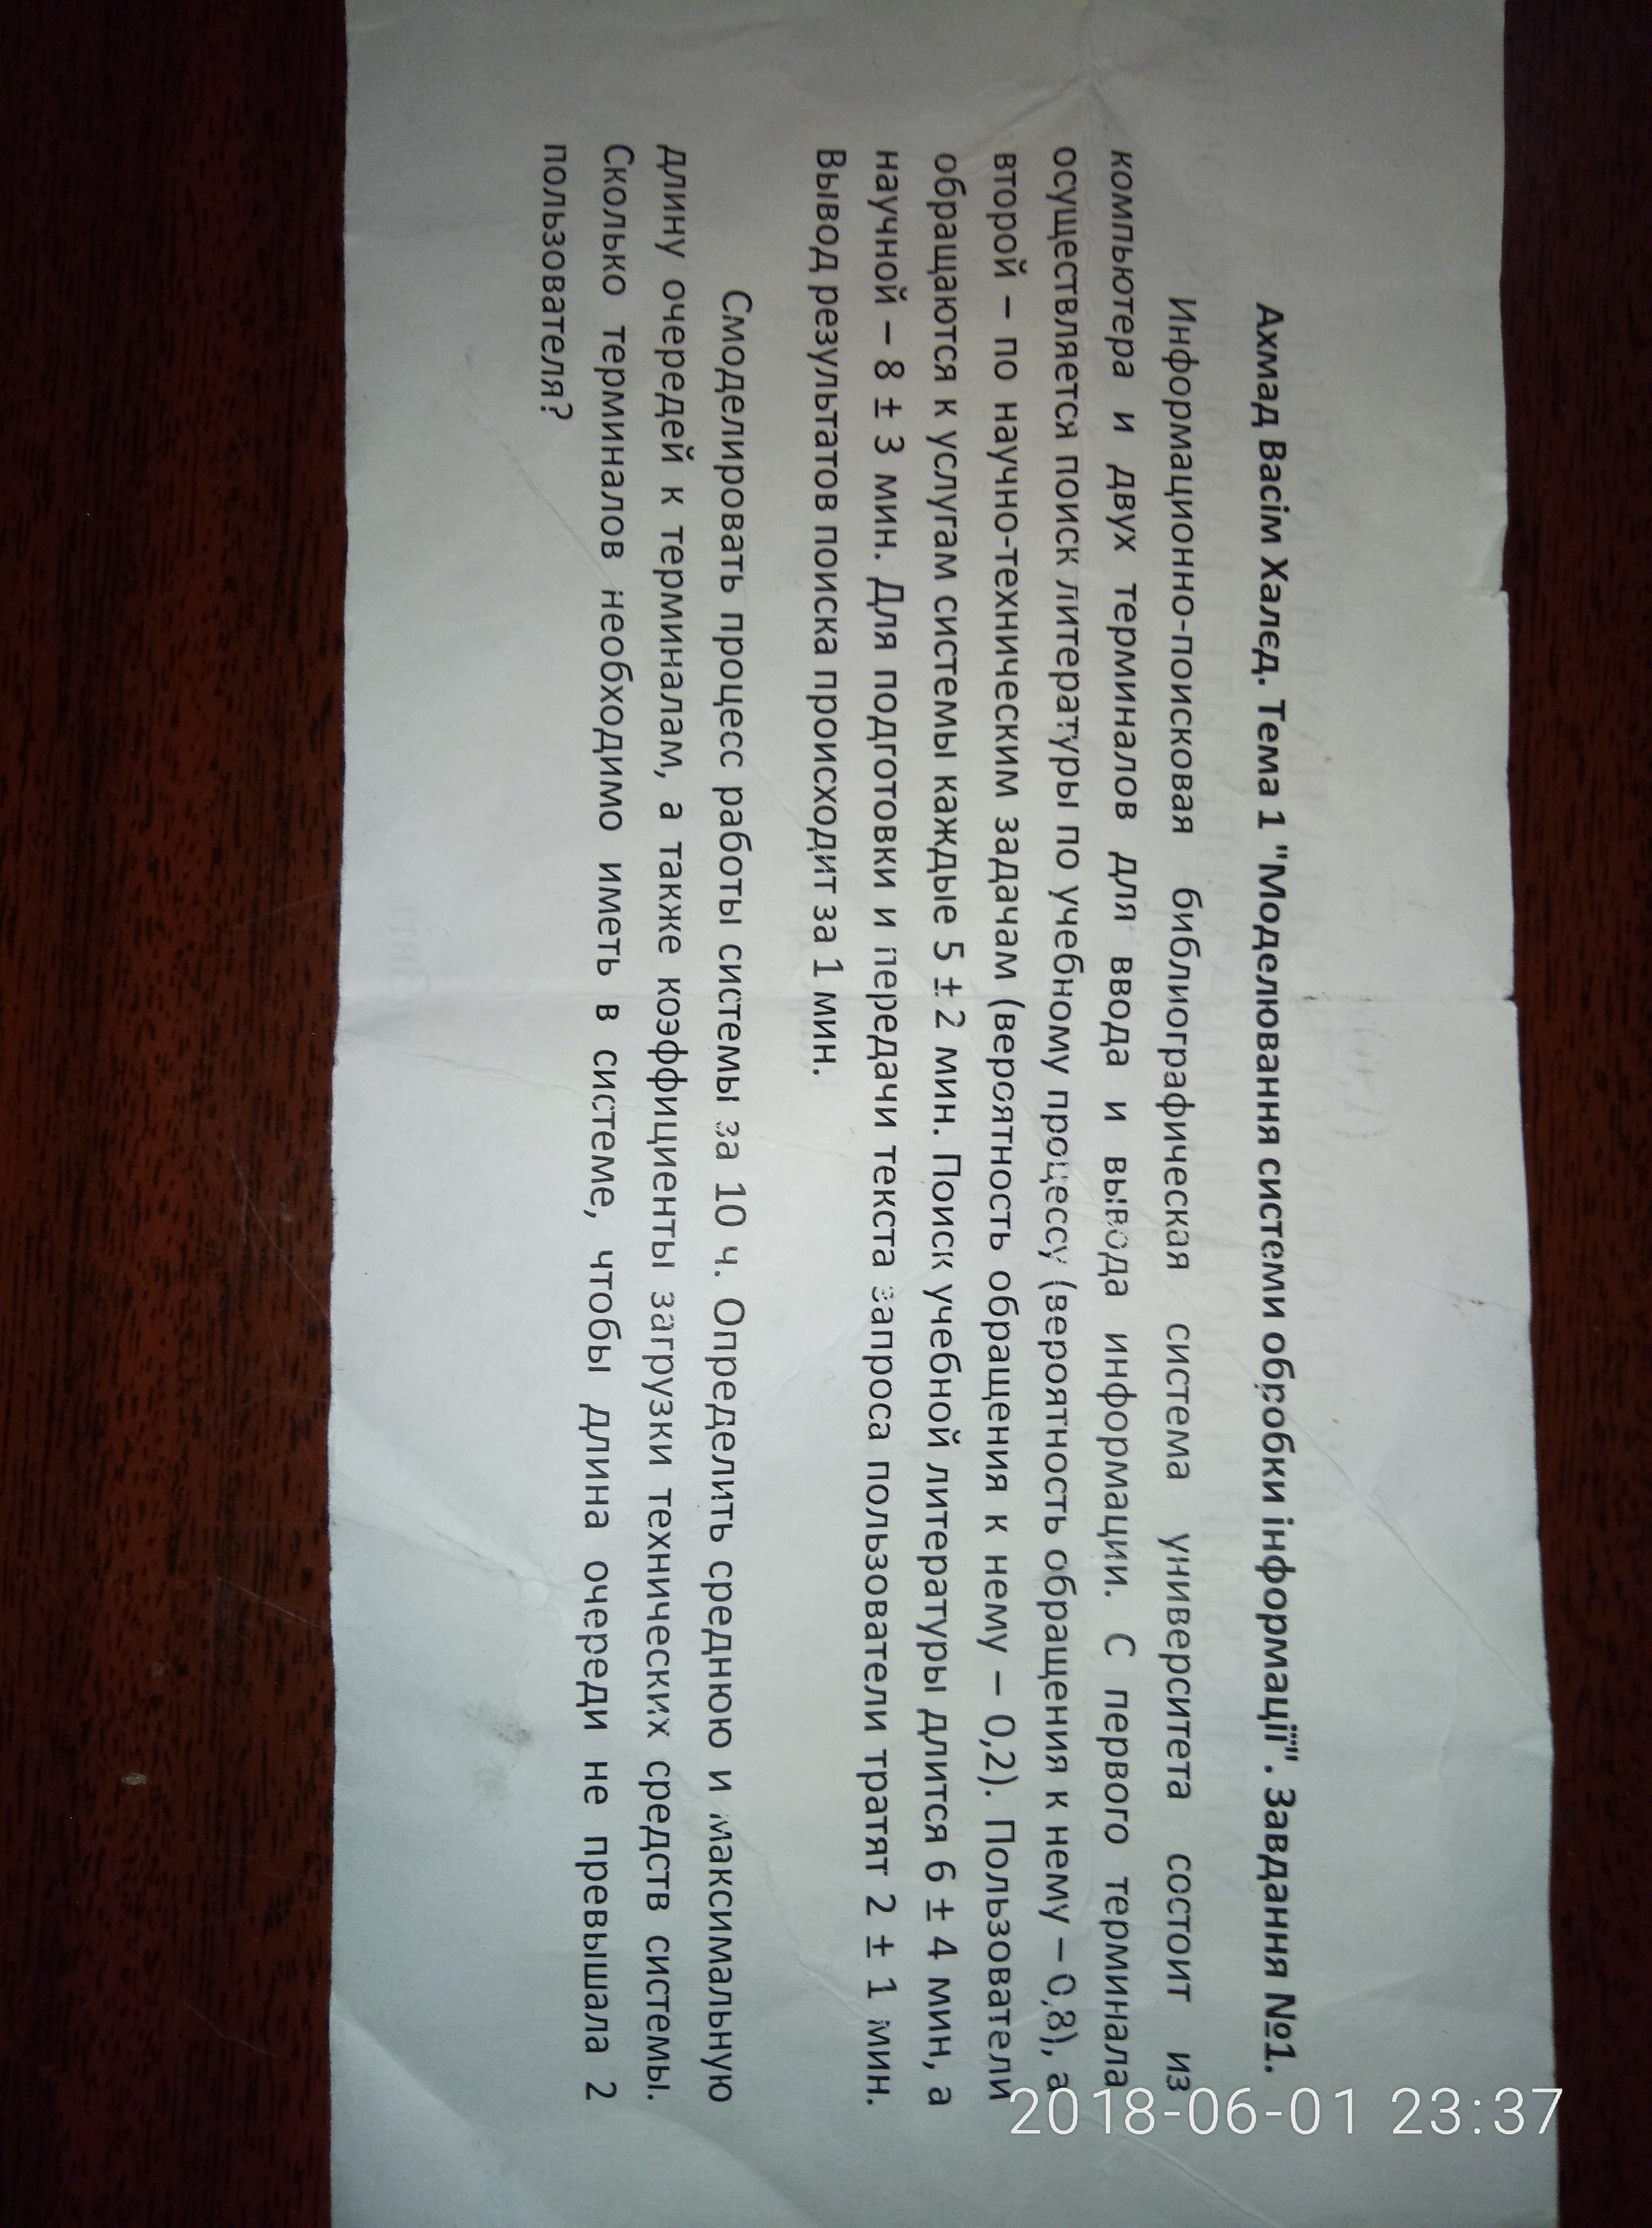 Ахмад Васім Халєд. Тема 1 "Моделювання системи обробки інформації". Завдання №1.
Информационно-поисковая библиографическая система университета состоит из
компьютера и двух терминалов для ввода и вывода информации. С первого терминала
осуществляется поиск литературы по учебному процессу (вероятность обращения к нему – 0,8), а
второй – по научно-техническим задачам (вероятность обращения к нему – 0,2). Пользователи
обращаются к услугам системы каждые 5 ± 2 мин. Поиск учебной литературы длится 6 ± 4 мин, а
научной – 8 ± 3 мин. Для подготовки и передачи текста запроса пользователи тратят 2 ± 1 мин.
Вывод результатов поиска происходит за 1 мин.
Смоделировать процесс работы системы за 10 ч. Определить среднюю и максимальную
длину очередей к терминалам, а также коэффициенты загрузки технических средств системы.
Сколько терминалов необходимо иметь в системе, чтобы длина очереди не превышала 2
пользователя?
2018-06-01 23:37